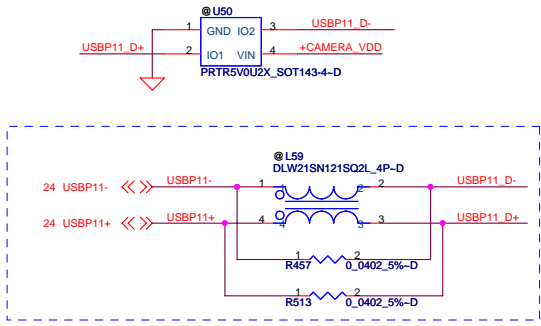 @U50
1 GND IO2 3 USBP11_D-
USBP11_D+ 2 IO1 VIN 4 +CAMERA_VDD
PRTR5V0U2X_SOT143-4~D
@L59
DLW21SN121SQ2L_4P~D
24 USBP11- USBP11- 1 1 2 2 USBP11_D-
24 USBP11+ USBP11+ 4 4 3 3 USBP11_D+
1 2
R457 0_0402_5%~D
1 2
R513 0_0402_5%~D